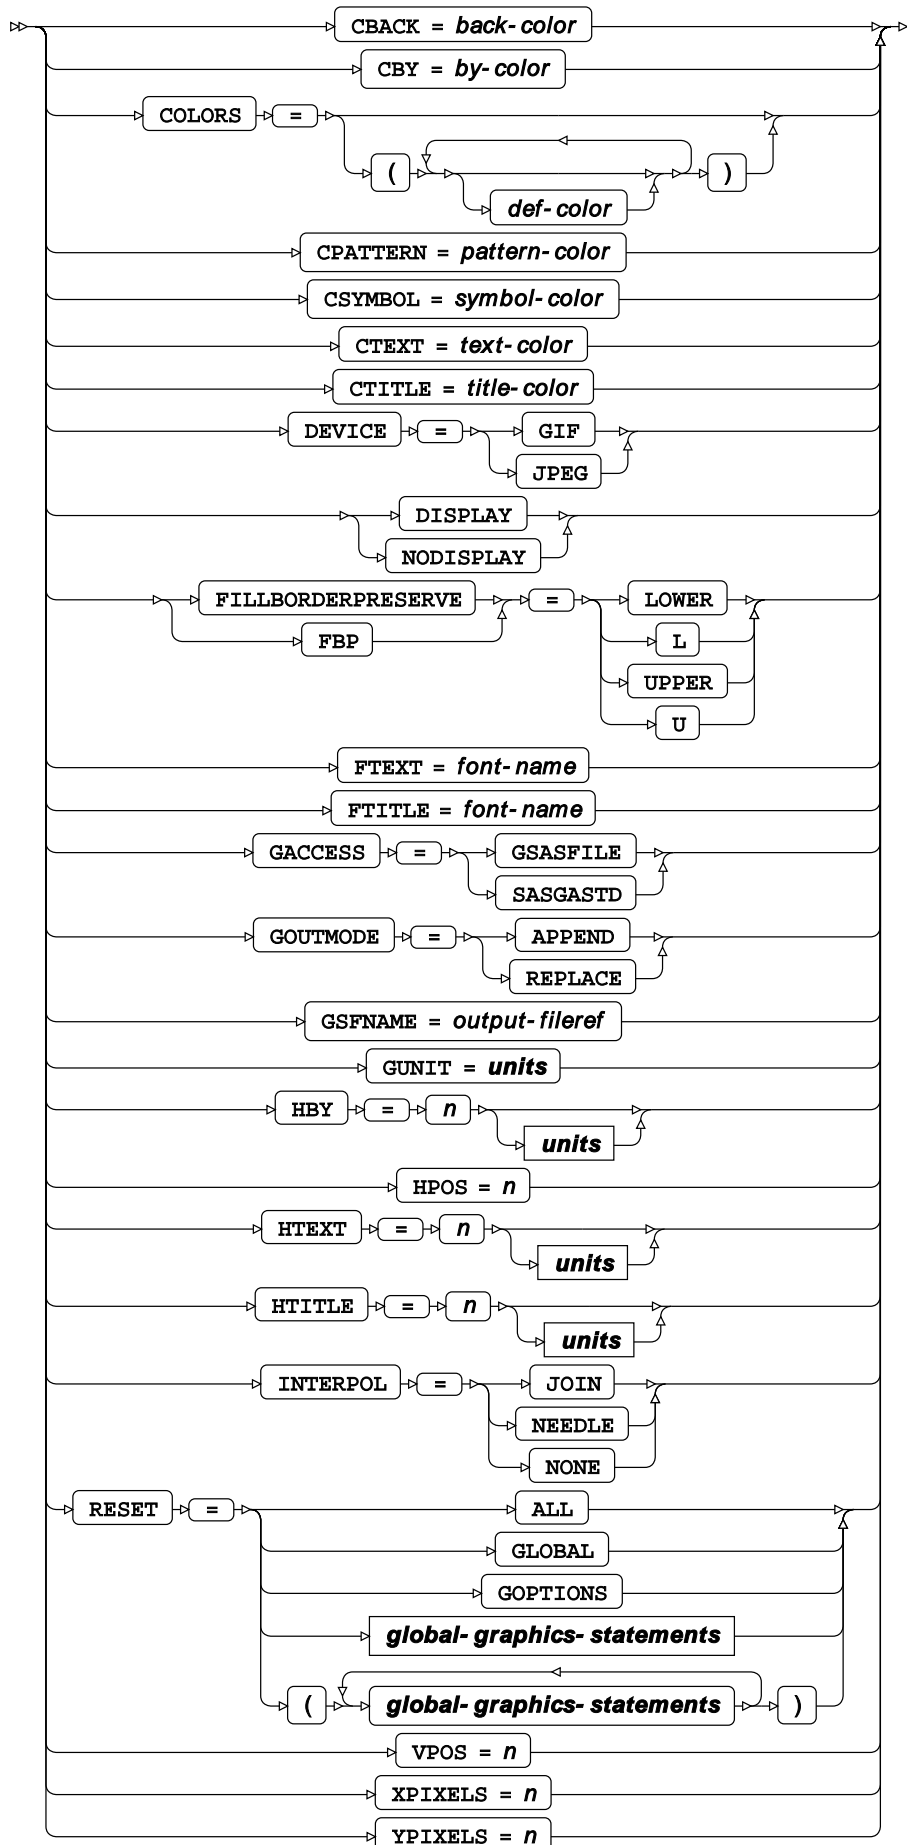 CBACK = back-color
CBY = by-color
COLORS =
( )
def-color
CPATTERN = pattern-color
CSYMBOL = symbol-color
CTEXT = text-color
CTITLE = title-color
DEVICE = GIF
JPEG
DISPLAY
NODISPLAY
FILLBORDERPRESERVE = LOWER
FBP L
UPPER
U
FTEXT = font-name
FTITLE = font-name
GACCESS = GSASFILE
SASGASTD
GOUTMODE = APPEND
REPLACE
GSFNAME = output-fileref
GUNIT = units
HBY = n
units
HPOS = n
HTEXT = n
units
HTITLE = n
units
INTERPOL = JOIN
NEEDLE
NONE
RESET = ALL
GLOBAL
GOPTIONS
global-graphics-statements
( global-graphics-statements )
VPOS = n
XPIXELS = n
YPIXELS = n